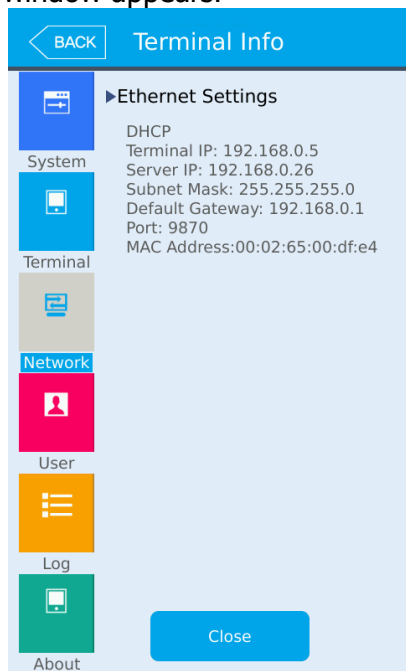 window appears.
BACK
Terminal Info
System
Terminal
Network
User
Log
About
▶Ethernet Settings
DHCP
Terminal IP: 192.168.0.5
Server IP: 192.168.0.26
Subnet Mask: 255.255.255.0
Default Gateway: 192.168.0.1
Port: 9870
MAC Address:00:02:65:00:df:e4
Close